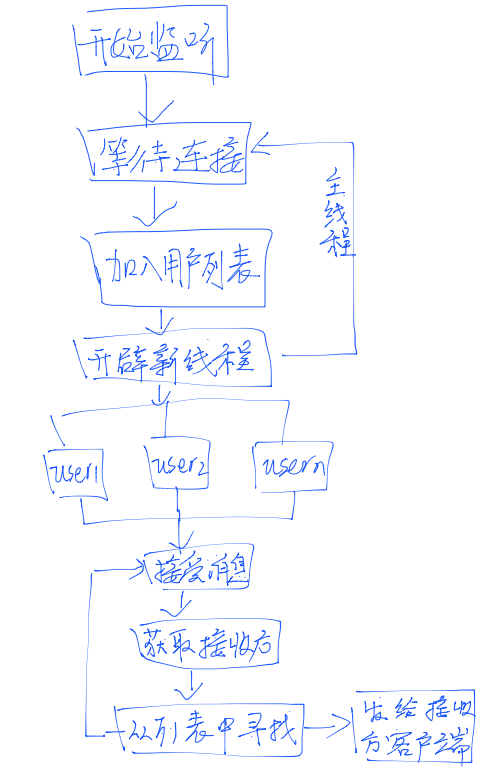 开始监听
等待连接
主线程
加入用户列表
开辟新线程
user1
user2
usern
接受消息
获取接收方
从列表中寻找
发给接收
方客户端